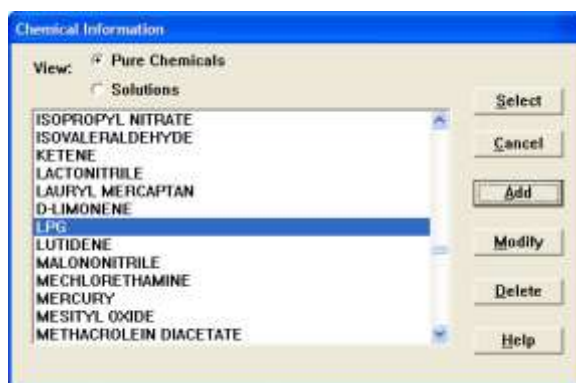 Chemical Information
View:
Pure Chemicals
Solutions
ISOPROPYL NITRATE
ISOVALERALDEHYDE
KETENE
LACTONITRILE
LAURYL MERCAPTAN
D-LIMONENE
LPG
LUTIDENE
MALONONITRILE
MECHLORETHAMINE
MERCURY
MESITYL OXIDE
METHACROLEIN DIACETATE
Select
Cancel
Add
Modify
Delete
Help